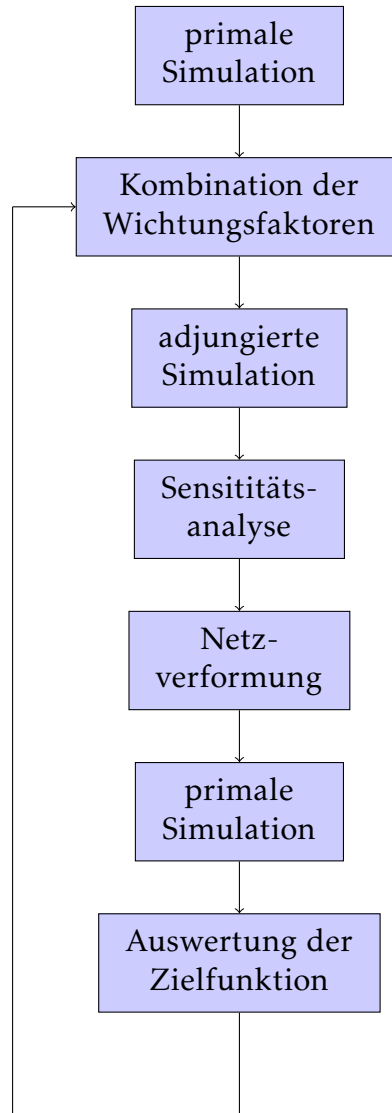 primale
Simulation
Kombination der
Wichtungsfaktoren
adjungierte
Simulation
Sensititäts-
analyse
Netz-
verformung
primale
Simulation
Auswertung der
Zielfunktion